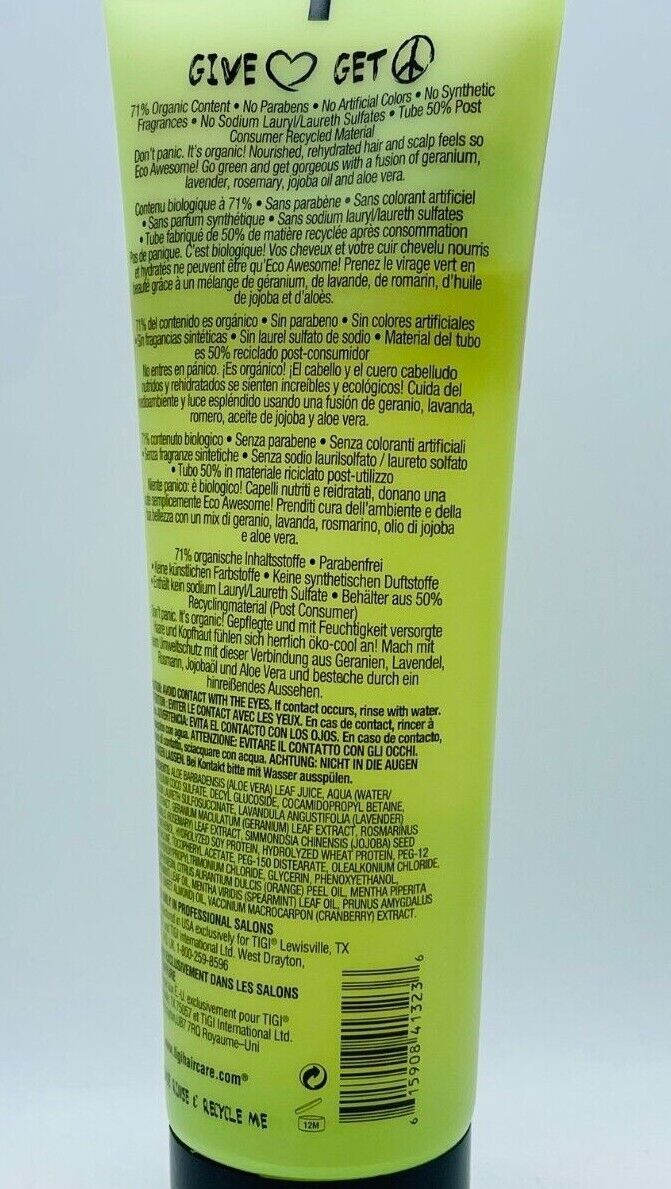 GIVE GET
71% Organic Content • No Parabens • No Artificial Colors • No Synthetic
Fragrances • No Sodium Lauryl/Laureth Sulfates • Tube 50% Post
Consumer Recycled Material
Don't panic. It's organic! Nourished, rehydrated hair and scalp feels so
Eco Awesome! Go green and get gorgeous with a fusion of geranium,
lavender, rosemary, jojoba oil and aloe vera.
Contenu biologique à 71% • Sans parabène • Sans colorant artificiel
• Sans parfum synthétique • Sans sodium lauryl/laureth sulfates
• Tube fabriqué de 50% de matière recyclée après consommation
Pas de panique. C'est biologique! Vos cheveux et votre cuir chevelu nourris
et hydratés ne peuvent être qu'Eco Awesome! Prenez le virage vert en
beauté grâce à un mélange de géranium, de lavande, de romarin, d'huile
de jojoba et d'aloès.
71% del contenido es orgánico • Sin parabeno • Sin colores artificiales
• Sin fragancias sintéticas • Sin laurel sulfato de sodio • Material del tubo
es 50% reciclado post-consumidor
No entres en pánico. ¡Es orgánico! ¡El cabello y el cuero cabelludo
nutridos y rehidratados se sienten increíbles y ecológicos! Cuida del
medioambiente y luce espléndido usando una fusión de geranio, lavanda,
romero, aceite de jojoba y aloe vera.
71% contenuto biologico • Senza parabene • Senza coloranti artificiali
• Senza fragranze sintetiche • Senza sodio laurilsolfato / laureto solfato
• Tubo 50% in materiale riciclato post-utilizzo
Niente panico: è biologico! Capelli nutriti e reidratati, donano una
semplicemente Eco Awesome! Prenditi cura dell'ambiente e della
bellezza con un mix di geranio, lavanda, rosmarino, olio di jojoba
e aloe vera.
71% organische Inhaltsstoffe • Parabenfrei
• Keine künstlichen Farbstoffe • Keine synthetischen Duftstoffe
• Enthält kein sodium Lauryl/Laureth Sulfate • Behälter aus 50%
Recyclingmaterial (Post Consumer)
Don't panic. It's organic! Gepflegte und mit Feuchtigkeit versorgte
Haare und Kopfhaut fühlen sich herrlich öko-cool an! Mach mit
Umweltschutz mit dieser Verbindung aus Geranien, Lavendel,
Rosmarin, Jojobaöl und Aloe Vera und besteche durch ein
hinreißendes Aussehen.
AVOID CONTACT WITH THE EYES. If contact occurs, rinse with water.
EVITER LE CONTACT AVEC LES YEUX. En cas de contact, rincer à
ADVERTENCIA: EVITA EL CONTACTO CON LOS OJOS. En caso de contacto,
con agua. ATTENZIONE: EVITARE IL CONTATTO CON GLI OCCHI.
contatto, sciacquare con acqua. ACHTUNG: NICHT IN DIE AUGEN
LASSEN. Bei Kontakt bitte mit Wasser ausspülen.
ALOE BARBADENSIS (ALOE VERA) LEAF JUICE, AQUA (WATER/
COCO SULFATE, DECYL GLUCOSIDE, COCAMIDOPROPYL BETAINE,
SULFOSUCCINATE, LAVANDULA ANGUSTIFOLIA (LAVENDER)
GERANIUM MACULATUM (GERANIUM) LEAF EXTRACT, ROSMARINUS
ROSEMARY) LEAF EXTRACT, SIMMONDSIA CHINENSIS (JOJOBA) SEED
HYDROLYZED SOY PROTEIN, HYDROLYZED WHEAT PROTEIN, PEG-12
TOCOPHERYL ACETATE, PEG-150 DISTEARATE, OLEALKONIUM CHLORIDE,
CHLORIDE, GLYCERIN, PHENOXYETHANOL,
CITRUS AURANTIUM DULCIS (ORANGE) PEEL OIL, MENTHA PIPERITA
LEAF OIL, MENTHA VIRIDIS (SPEARMINT) LEAF OIL, PRUNUS AMYGDALUS
ALMOND) OIL, VACCINIUM MACROCARPON (CRANBERRY) EXTRACT.
IN PROFESSIONAL SALONS
in USA exclusively for TIGI® Lewisville, TX
TIGI International Ltd. West Drayton,
UK 1-800-259-8596
EXCLUSIVEMENT DANS LES SALONS
E.-U. exclusivement pour TIGI®
TX 75057 et TIGI International Ltd.
UB7 7RQ Royaume-Uni
tigihaircare.com®
& RECYCLE ME
12M
6 15908 41323 6